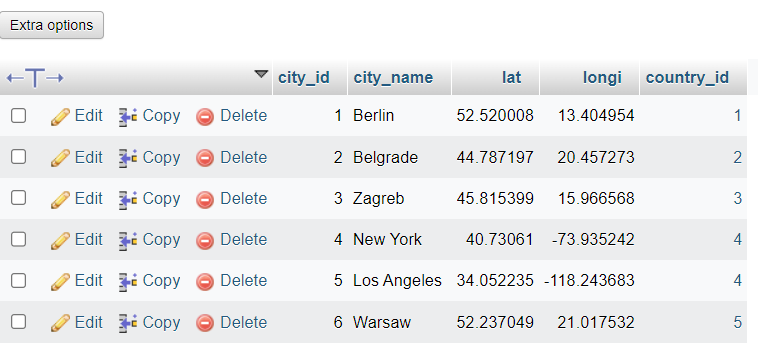 Extra options
←T→ city_id city_name lat longi country_id
Edit Copy Delete 1 Berlin 52.520008 13.404954 1
Edit Copy Delete 2 Belgrade 44.787197 20.457273 2
Edit Copy Delete 3 Zagreb 45.815399 15.966568 3
Edit Copy Delete 4 New York 40.73061 -73.935242 4
Edit Copy Delete 5 Los Angeles 34.052235 -118.243683 4
Edit Copy Delete 6 Warsaw 52.237049 21.017532 5